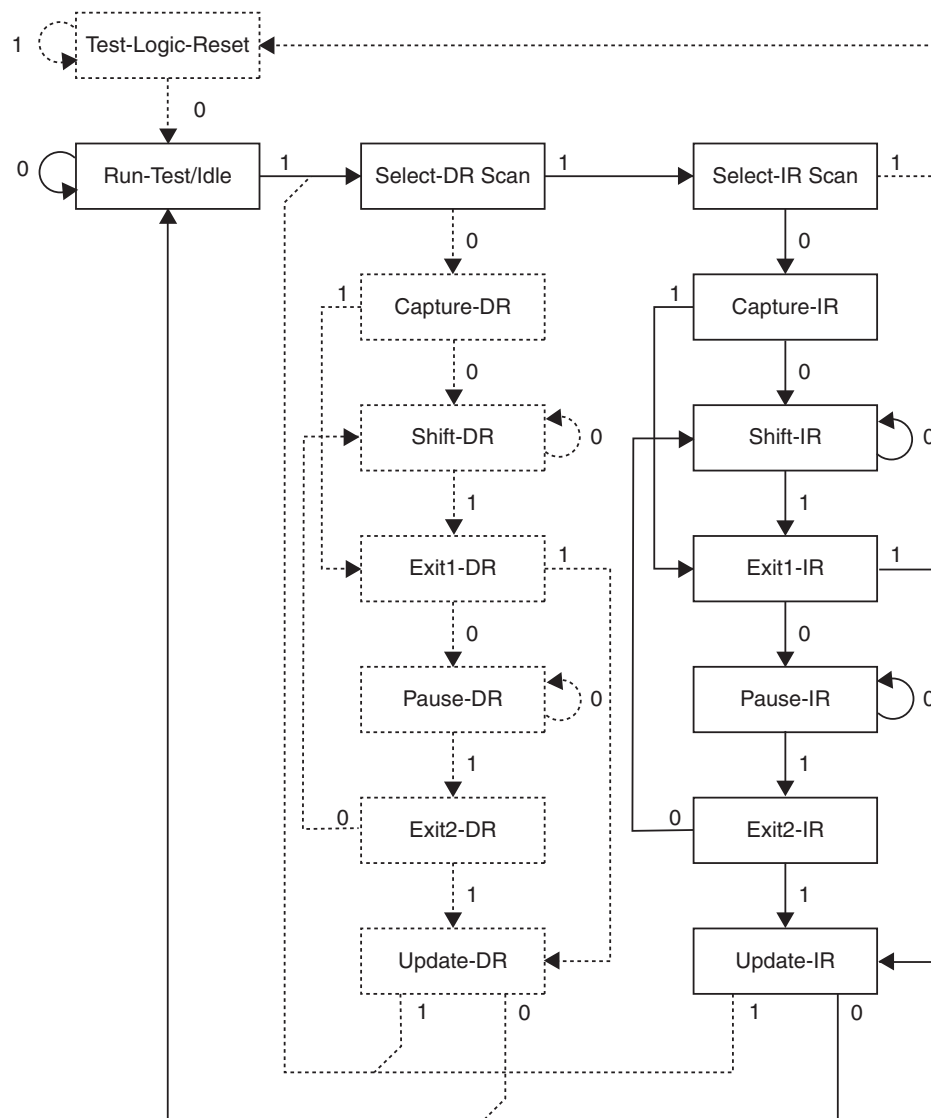 1
Test-Logic-Reset
0
0
Run-Test/Idle
1
Select-DR Scan
1
Select-IR Scan
1
0
0
1
Capture-DR
1
Capture-IR
0
0
Shift-DR
0
Shift-IR
0
1
1
Exit1-DR
1
Exit1-IR
1
0
0
Pause-DR
0
Pause-IR
0
1
1
0
Exit2-DR
0
Exit2-IR
1
1
Update-DR
Update-IR
1
0
1
0